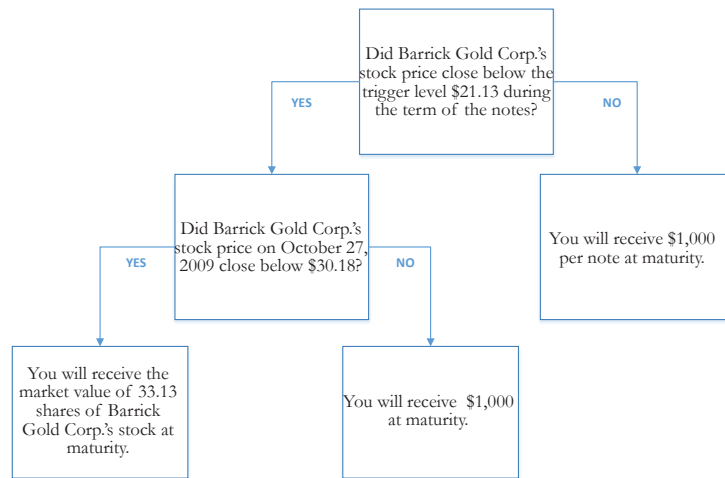 Did Barrick Gold Corp.'s
stock price close below the
trigger level $21.13 during
the term of the notes?
YES
NO
Did Barrick Gold Corp.'s
stock price on October 27,
2009 close below $30.18?
You will receive $1,000
per note at maturity.
YES
NO
You will receive the
market value of 33.13
shares of Barrick
Gold Corp.'s stock at
maturity.
You will receive $1,000
at maturity.